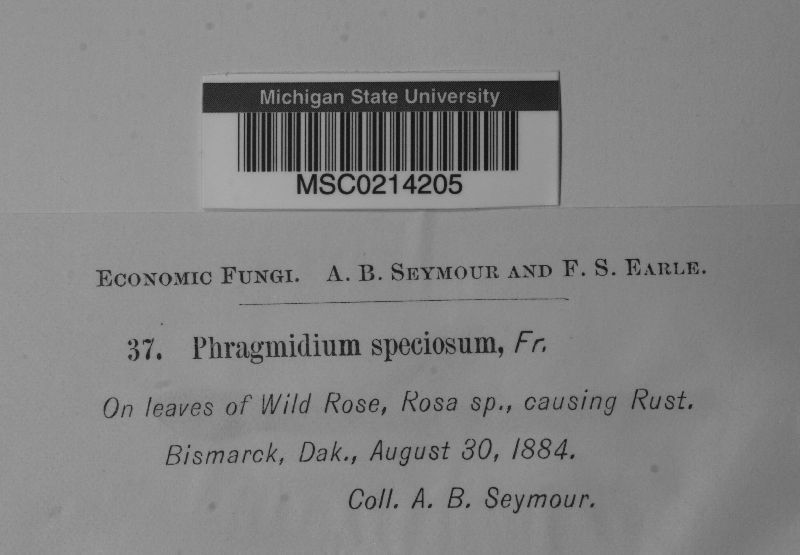 Michigan State University
MSC0214205
ECONOMIC FUNGI. A. B. SEYMOUR AND F. S. EARLE.
37. Phragmidium speciosum, Fr.
On leaves of Wild Rose, Rosa sp., causing Rust.
Bismarck, Dak., August 30, 1884.
Coll. A. B. Seymour.